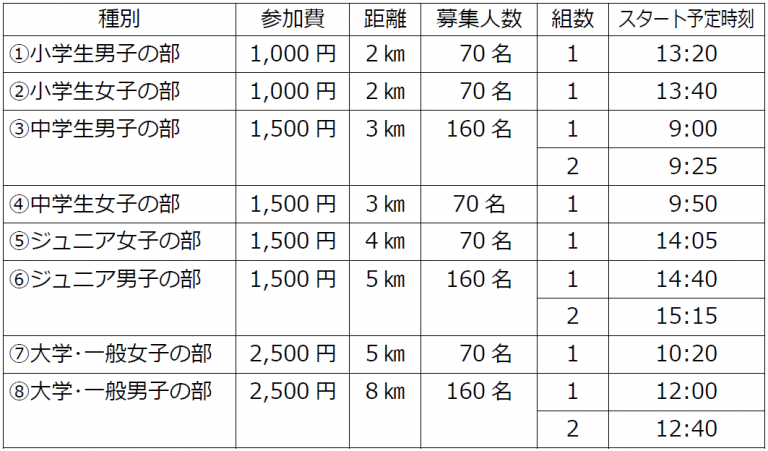 種別 参加費 距離 募集人数 組数 スタート予定時刻
①小学生男子の部 1,000 円 2 ㎞ 70 名 1 13:20
②小学生女子の部 1,000 円 2 ㎞ 70 名 1 13:40
③中学生男子の部 1,500 円 3 ㎞ 160 名 1 9:00
2 9:25
④中学生女子の部 1,500 円 3 ㎞ 70 名 1 9:50
⑤ジュニア女子の部 1,500 円 4 ㎞ 70 名 1 14:05
⑥ジュニア男子の部 1,500 円 5 ㎞ 160 名 1 14:40
2 15:15
⑦大学・一般女子の部 2,500 円 5 ㎞ 70 名 1 10:20
⑧大学・一般男子の部 2,500 円 8 ㎞ 160 名 1 12:00
2 12:40